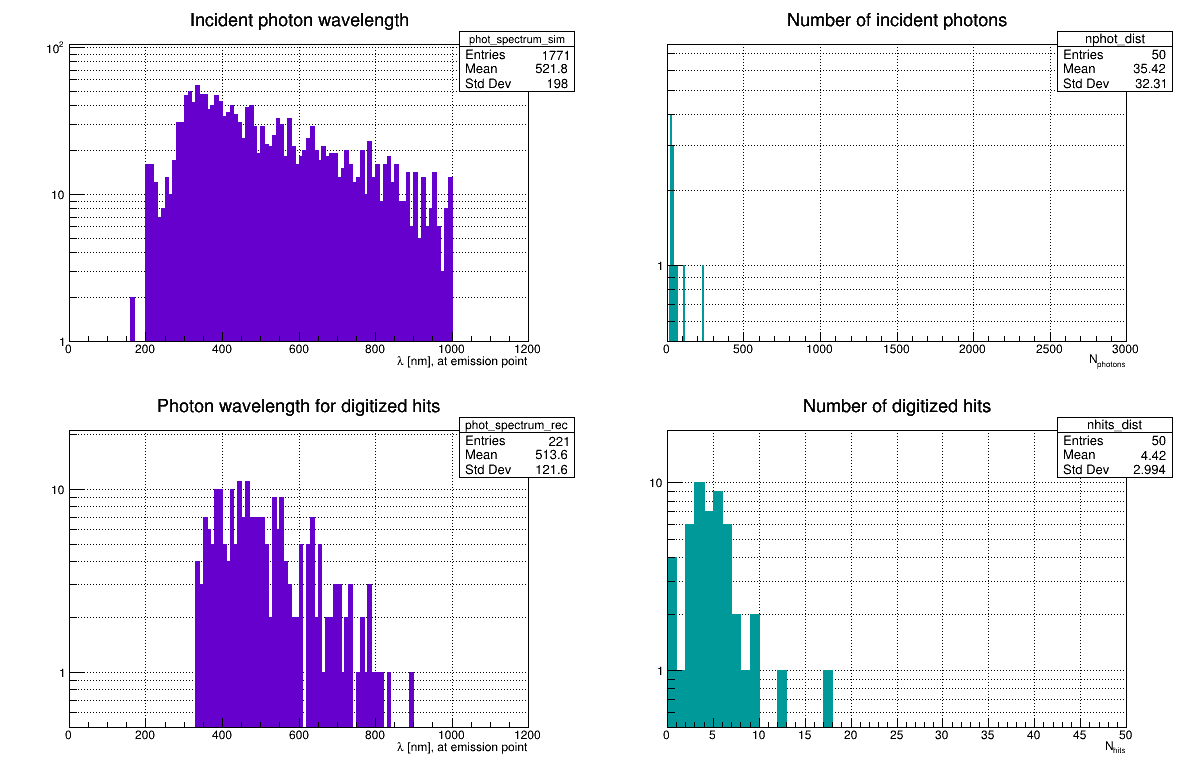 Incident photon wavelength
phot_spectrum_sim
Entries 1771
Mean 521.8
Std Dev 198
10²
10
1
0 200 400 600 800 1000 1200
λ [nm], at emission point
Number of incident photons
nphot_dist
Entries 50
Mean 35.42
Std Dev 32.31
1
0 500 1000 1500 2000 2500 3000
Nphotons
Photon wavelength for digitized hits
phot_spectrum_rec
Entries 221
Mean 513.6
Std Dev 121.6
10
1
0 200 400 600 800 1000 1200
λ [nm], at emission point
Number of digitized hits
nhits_dist
Entries 50
Mean 4.42
Std Dev 2.994
10
1
0 5 10 15 20 25 30 35 40 45 50
Nhits